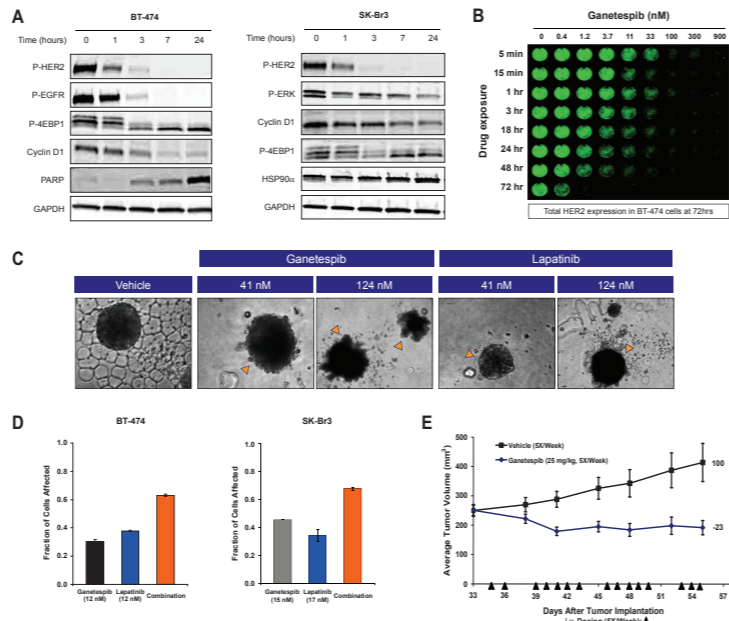 A
BT-474
Time (hours) 0 1 3 7 24
P-HER2
P-EGFR
P-4EBP1
Cyclin D1
PARP
GAPDH
SK-Br3
Time (hours) 0 1 3 7 24
P-HER2
P-ERK
Cyclin D1
P-4EBP1
HSP90α
GAPDH
B
Ganetespib (nM)
0 0.4 1.2 3.7 11 33 100 300 900
Drug exposure
5 min
15 min
1 hr
3 hr
18 hr
24 hr
48 hr
72 hr
Total HER2 expression in BT-474 cells at 72hrs
C
Ganetespib Lapatinib
Vehicle 41 nM 124 nM 41 nM 124 nM
D
BT-474
Fraction of Cells Affected
1.0
0.8
0.6
0.4
0.2
0.0
Ganetespib (12 nM) Lapatinib (12 nM) Combination
SK-Br3
Fraction of Cells Affected
1.0
0.8
0.6
0.4
0.2
0.0
Ganetespib (15 nM) Lapatinib (17 nM) Combination
E
Average Tumor Volume (mm³)
500
400
300
200
100
0
Vehicle (5X/Week)
Ganetespib (25 mg/kg, 5X/Week)
100
-23
33 36 39 42 45 48 51 54 57
Days After Tumor Implantation
i.v. Dosing (5X/Week):